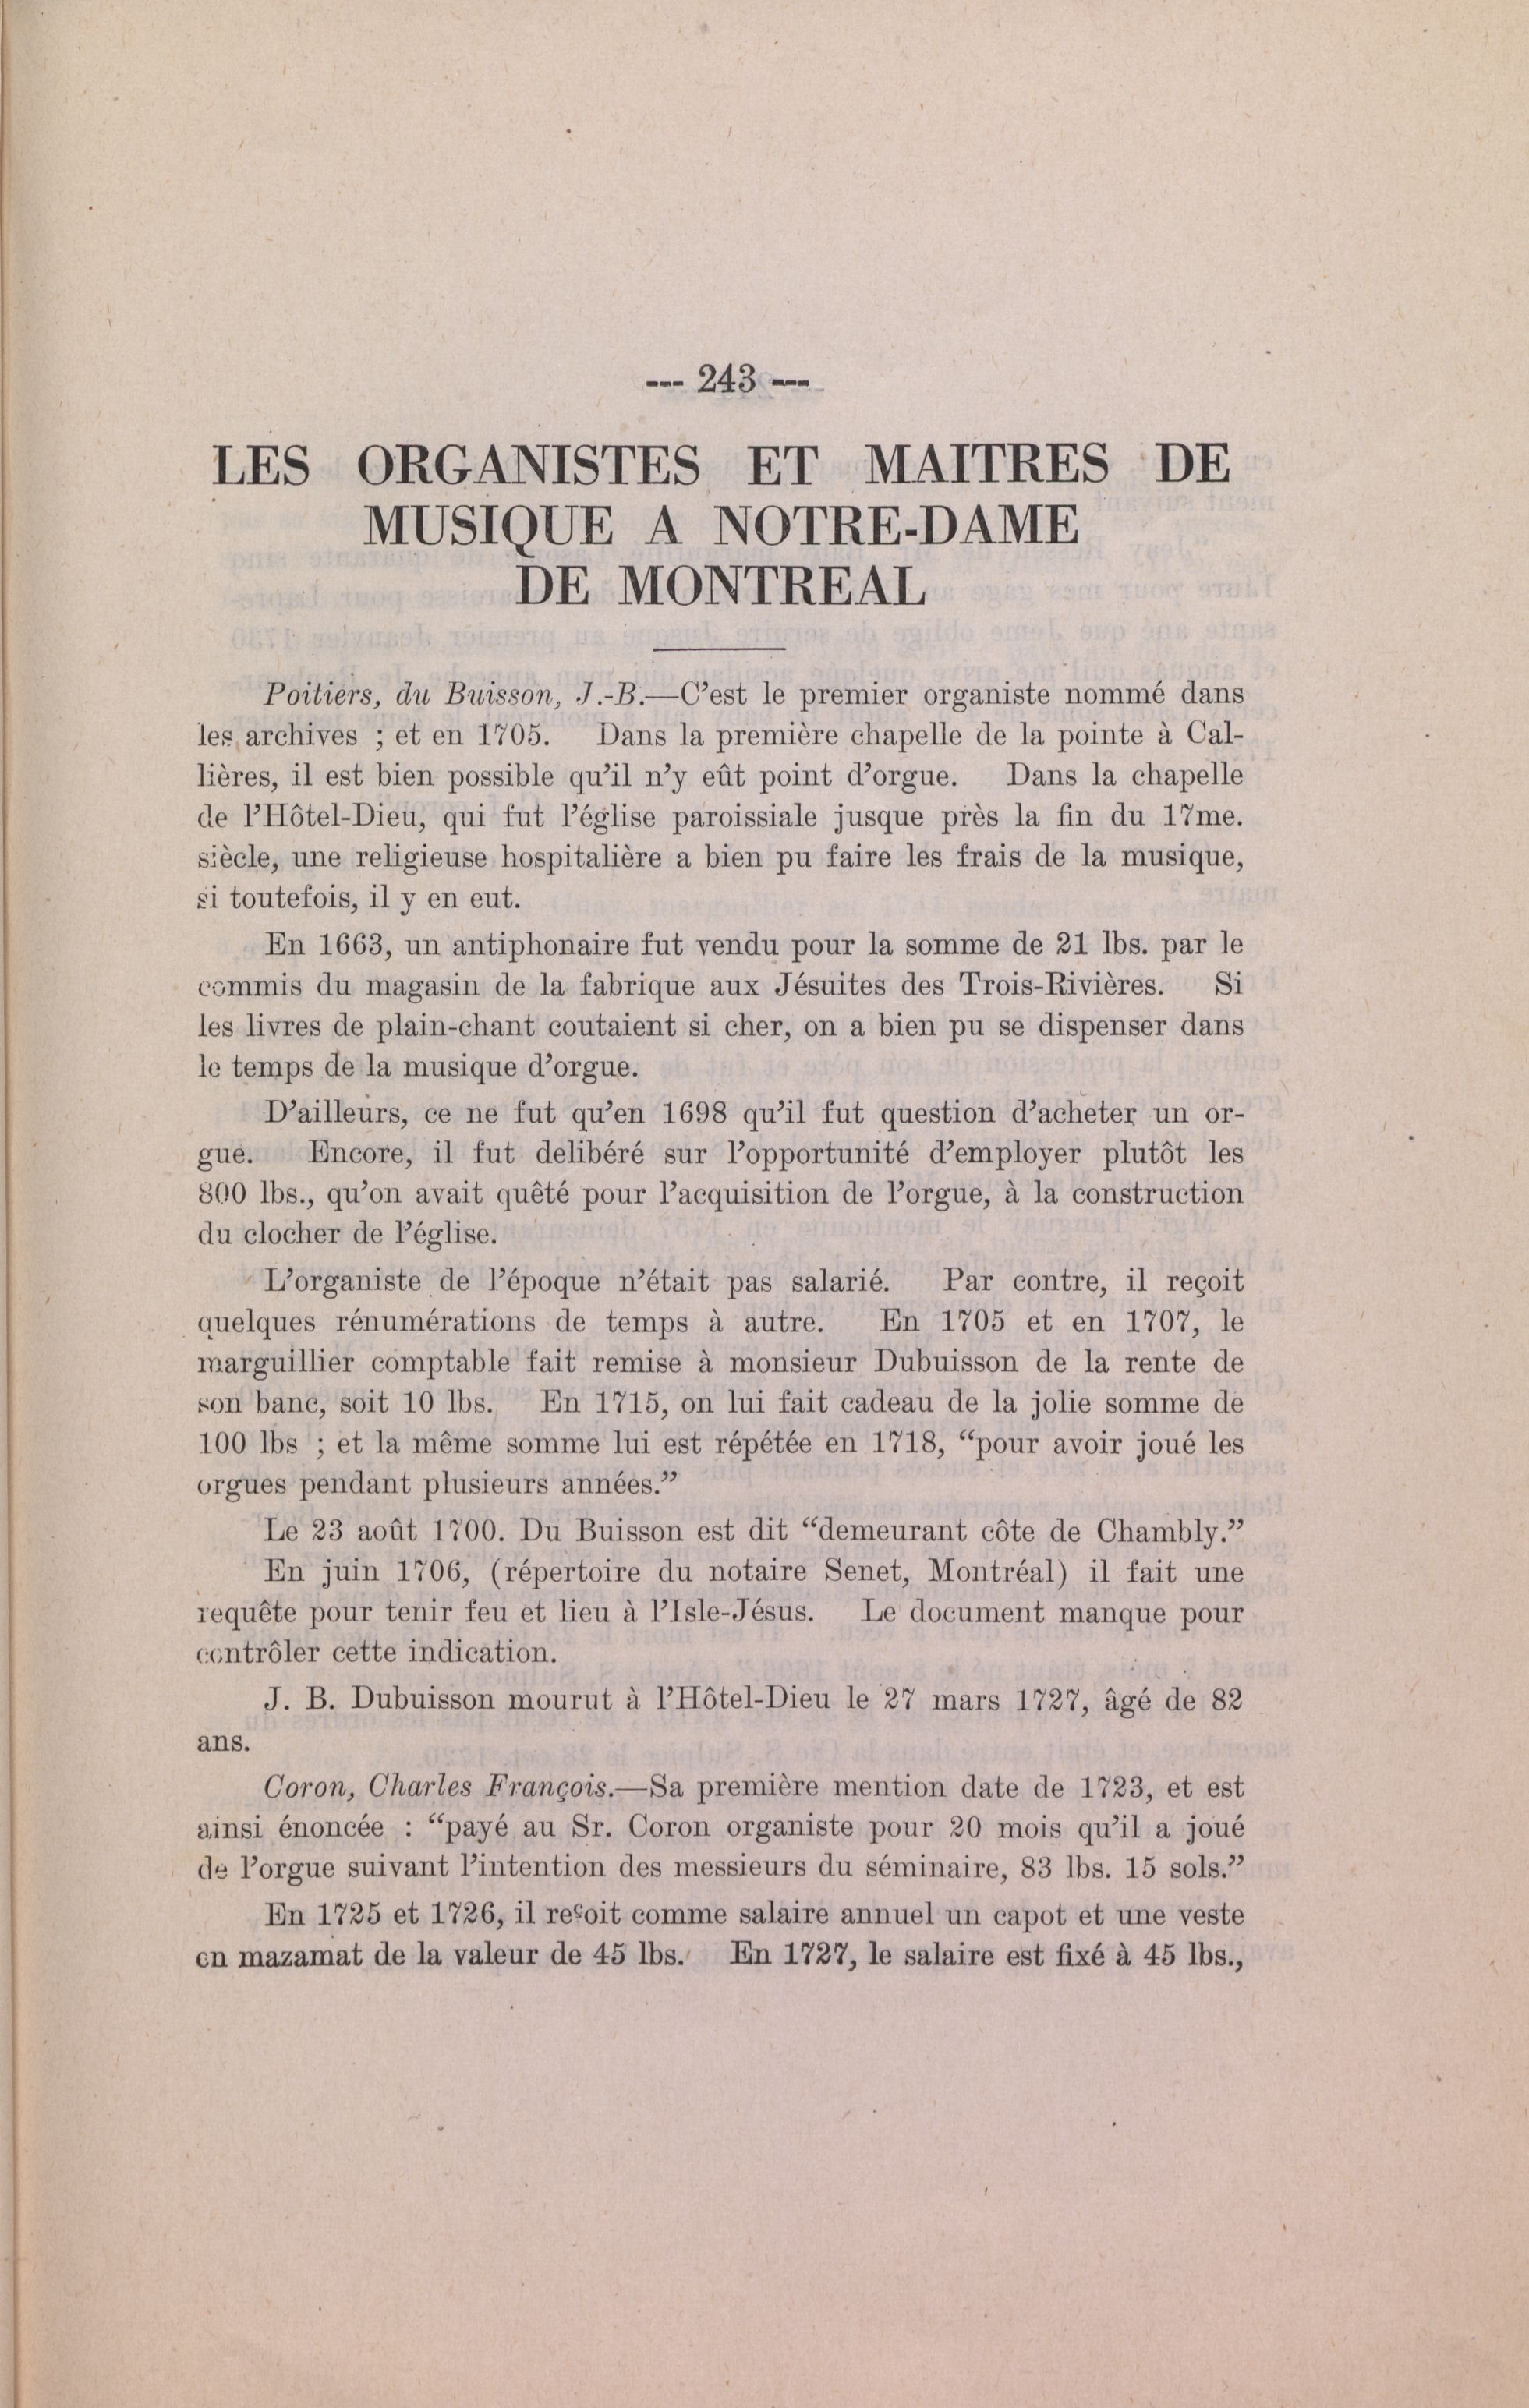 --- 243 ---
LES ORGANISTES ET MAITRES DE
MUSIQUE A NOTRE-DAME
DE MONTREAL
Poitiers, du Buisson, J.-B.—C’est le premier organiste nommé dans
les archives ; et en 1705. Dans la première chapelle de la pointe à Cal-
lières, il est bien possible qu’il n’y eût point d’orgue. Dans la chapelle
de l’Hôtel-Dieu, qui fut l’église paroissiale jusque près la fin du 17me.
siècle, une religieuse hospitalière a bien pu faire les frais de la musique,
si toutefois, il y en eut.
En 1663, un antiphonaire fut vendu pour la somme de 21 lbs. par le
commis du magasin de la fabrique aux Jésuites des Trois-Rivières. Si
les livres de plain-chant coutaient si cher, on a bien pu se dispenser dans
le temps de la musique d’orgue.
D’ailleurs, ce ne fut qu’en 1698 qu’il fut question d’acheter un or-
gue. Encore, il fut delibéré sur l’opportunité d’employer plutôt les
800 lbs., qu’on avait quêté pour l’acquisition de l’orgue, à la construction
du clocher de l’église.
L’organiste de l’époque n’était pas salarié. Par contre, il reçoit
quelques rénumérations de temps à autre. En 1705 et en 1707, le
marguillier comptable fait remise à monsieur Dubuisson de la rente de
son banc, soit 10 lbs. En 1715, on lui fait cadeau de la jolie somme de
100 lbs ; et la même somme lui est répétée en 1718, “pour avoir joué les
orgues pendant plusieurs années.”
Le 23 août 1700. Du Buisson est dit “demeurant côte de Chambly.”
En juin 1706, (répertoire du notaire Senet, Montréal) il fait une
requête pour tenir feu et lieu à l’Isle-Jésus. Le document manque pour
contrôler cette indication.
J. B. Dubuisson mourut à l’Hôtel-Dieu le 27 mars 1727, âgé de 82
ans.
Coron, Charles François.—Sa première mention date de 1723, et est
ainsi énoncée : “payé au Sr. Coron organiste pour 20 mois qu’il a joué
de l’orgue suivant l’intention des messieurs du séminaire, 83 lbs. 15 sols.”
En 1725 et 1726, il reçoit comme salaire annuel un capot et une veste
en mazamat de la valeur de 45 lbs. En 1727, le salaire est fixé à 45 lbs.,